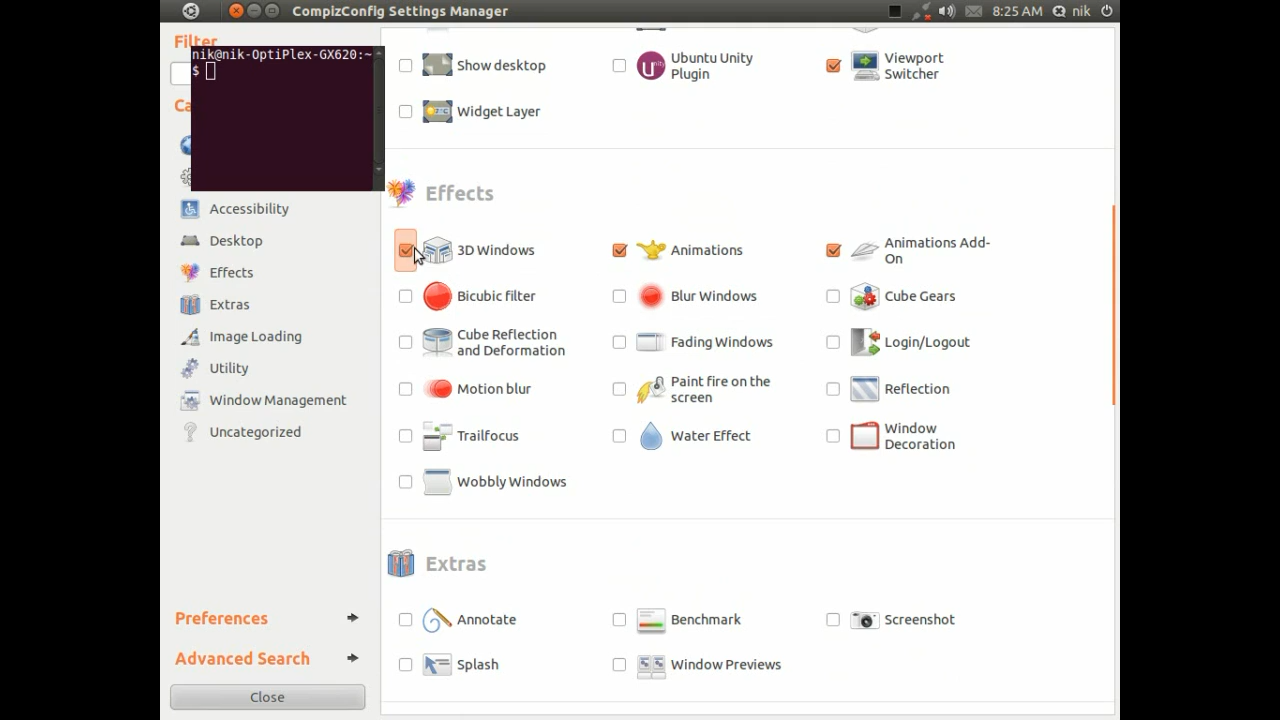 CompizConfig Settings Manager
8:25 AM
nik
Filter
nik@nik-OptiPlex-GX620:~
$
Accessibility
Desktop
Effects
Extras
Image Loading
Utility
Window Management
Uncategorized
Preferences
Advanced Search
Close
Show desktop
Ubuntu Unity
Plugin
Viewport
Switcher
Widget Layer
Effects
3D Windows
Animations
Animations Add-
On
Bicubic filter
Blur Windows
Cube Gears
Cube Reflection
and Deformation
Fading Windows
Login/Logout
Motion blur
Paint fire on the
screen
Reflection
Trailfocus
Water Effect
Window
Decoration
Wobbly Windows
Extras
Annotate
Benchmark
Screenshot
Splash
Window Previews